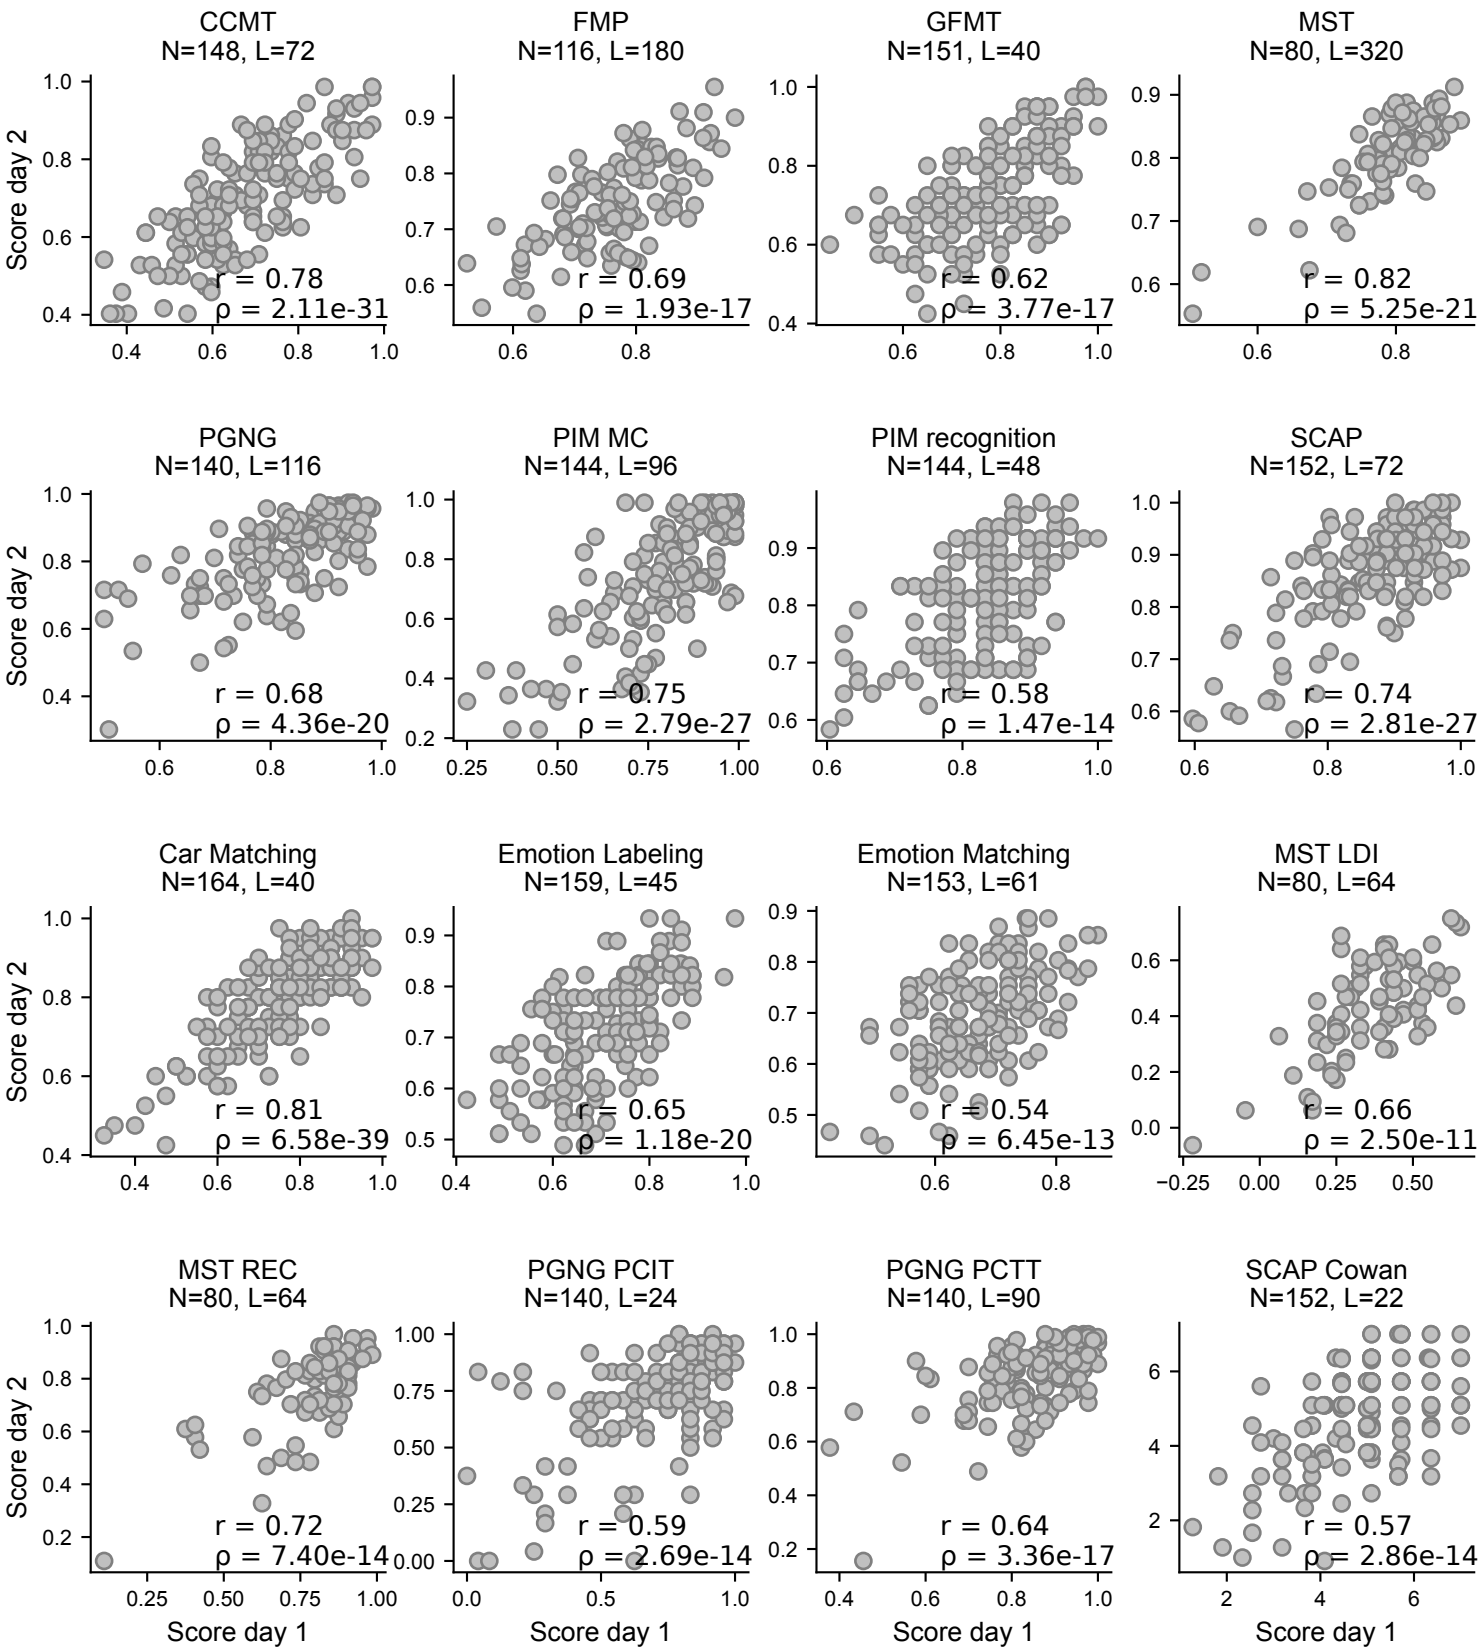 CCMT
N=148, L=72
FMP
N=116, L=180
GFMT
N=151, L=40
MST
N=80, L=320
Score day 2
1.0
0.8
0.6
0.4
0.4
0.6
0.8
1.0
r = 0.78
ρ = 2.11e-31
0.9
0.8
0.7
0.6
0.6
0.8
r = 0.69
ρ = 1.93e-17
1.0
0.8
0.6
0.4
0.6
0.8
1.0
r = 0.62
ρ = 3.77e-17
0.9
0.8
0.7
0.6
0.6
0.8
r = 0.82
ρ = 5.25e-21
PGNG
N=140, L=116
PIM MC
N=144, L=96
PIM recognition
N=144, L=48
SCAP
N=152, L=72
Score day 2
1.0
0.8
0.6
0.4
0.6
0.8
1.0
r = 0.68
ρ = 4.36e-20
1.0
0.8
0.6
0.4
0.2
0.25
0.50
0.75
1.00
r = 0.75
ρ = 2.79e-27
0.9
0.8
0.7
0.6
0.6
0.8
1.0
r = 0.58
ρ = 1.47e-14
1.0
0.9
0.8
0.7
0.6
0.6
0.8
1.0
r = 0.74
ρ = 2.81e-27
Car Matching
N=164, L=40
Emotion Labeling
N=159, L=45
Emotion Matching
N=153, L=61
MST LDI
N=80, L=64
Score day 2
1.0
0.8
0.6
0.4
0.4
0.6
0.8
1.0
r = 0.81
ρ = 6.58e-39
0.9
0.8
0.7
0.6
0.5
0.4
0.6
0.8
1.0
r = 0.65
ρ = 1.18e-20
0.9
0.8
0.7
0.6
0.5
0.6
0.8
r = 0.54
ρ = 6.45e-13
0.6
0.4
0.2
0.0
−0.25
0.00
0.25
0.50
r = 0.66
ρ = 2.50e-11
MST REC
N=80, L=64
PGNG PCIT
N=140, L=24
PGNG PCTT
N=140, L=90
SCAP Cowan
N=152, L=22
Score day 2
1.0
0.8
0.6
0.4
0.2
0.25
0.50
0.75
1.00
r = 0.72
ρ = 7.40e-14
Score day 1
1.00
0.75
0.50
0.25
0.00
0.0
0.5
1.0
r = 0.59
ρ = 2.69e-14
Score day 1
1.0
0.8
0.6
0.4
0.2
0.4
0.6
0.8
1.0
r = 0.64
ρ = 3.36e-17
Score day 1
6
4
2
2
4
6
r = 0.57
ρ = 2.86e-14
Score day 1